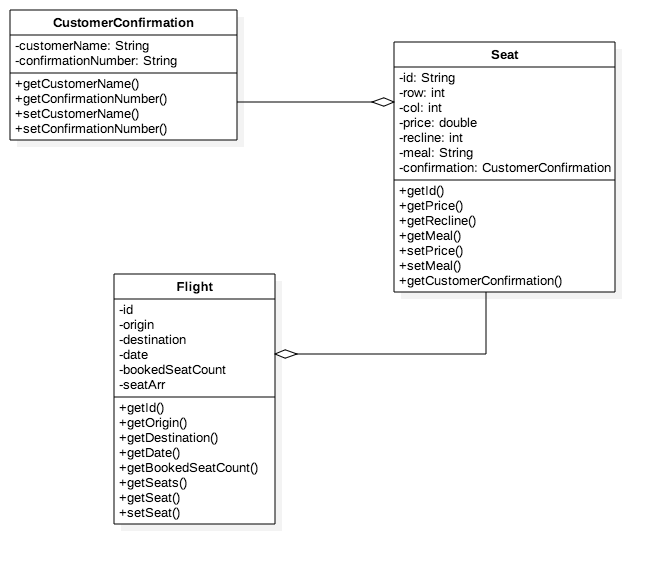 CustomerConfirmation
-customerName: String
-confirmationNumber: String
+getCustomerName()
+getConfirmationNumber()
+setCustomerName()
+setConfirmationNumber()
Seat
-id: String
-row: int
-col: int
-price: double
-recline: int
-meal: String
-confirmation: CustomerConfirmation
+getId()
+getPrice()
+getRecline()
+getMeal()
+setPrice()
+setMeal()
+getCustomerConfirmation()
Flight
-id
-origin
-destination
-date
-bookedSeatCount
-seatArr
+getId()
+getOrigin()
+getDestination()
+getDate()
+getBookedSeatCount()
+getSeats()
+getSeat()
+setSeat()